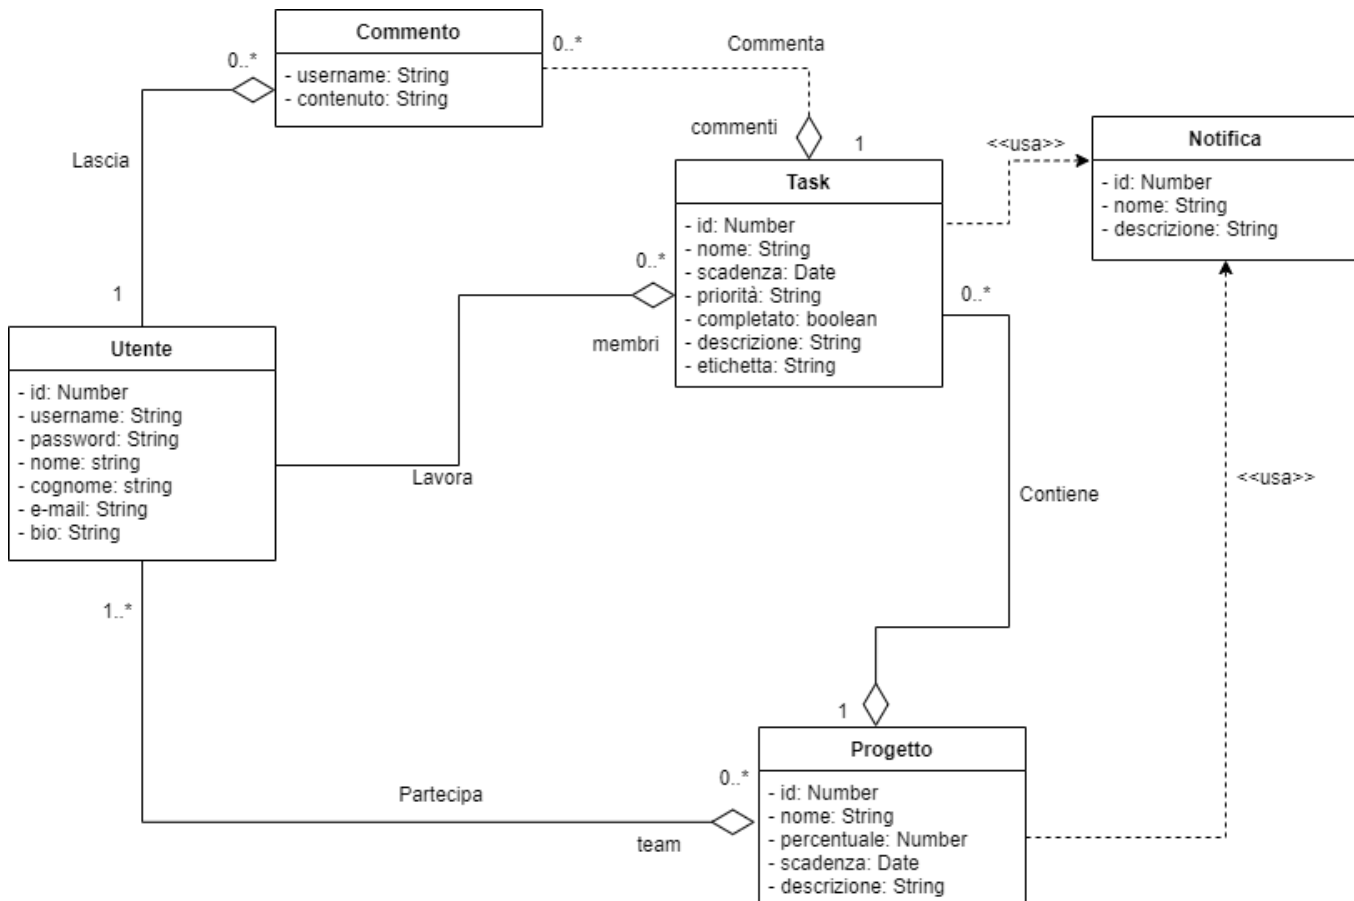 Commento
- username: String
- contenuto: String
0..*
0..*
Commenta
Lascia
commenti
1
<<usa>>
Notifica
- id: Number
- nome: String
- descrizione: String
Task
- id: Number
- nome: String
- scadenza: Date
- priorità: String
- completato: boolean
- descrizione: String
- etichetta: String
0..*
membri
0..*
1
Utente
- id: Number
- username: String
- password: String
- nome: string
- cognome: string
- e-mail: String
- bio: String
Lavora
Contiene
<<usa>>
1..*
Partecipa
0..*
team
1
Progetto
- id: Number
- nome: String
- percentuale: Number
- scadenza: Date
- descrizione: String